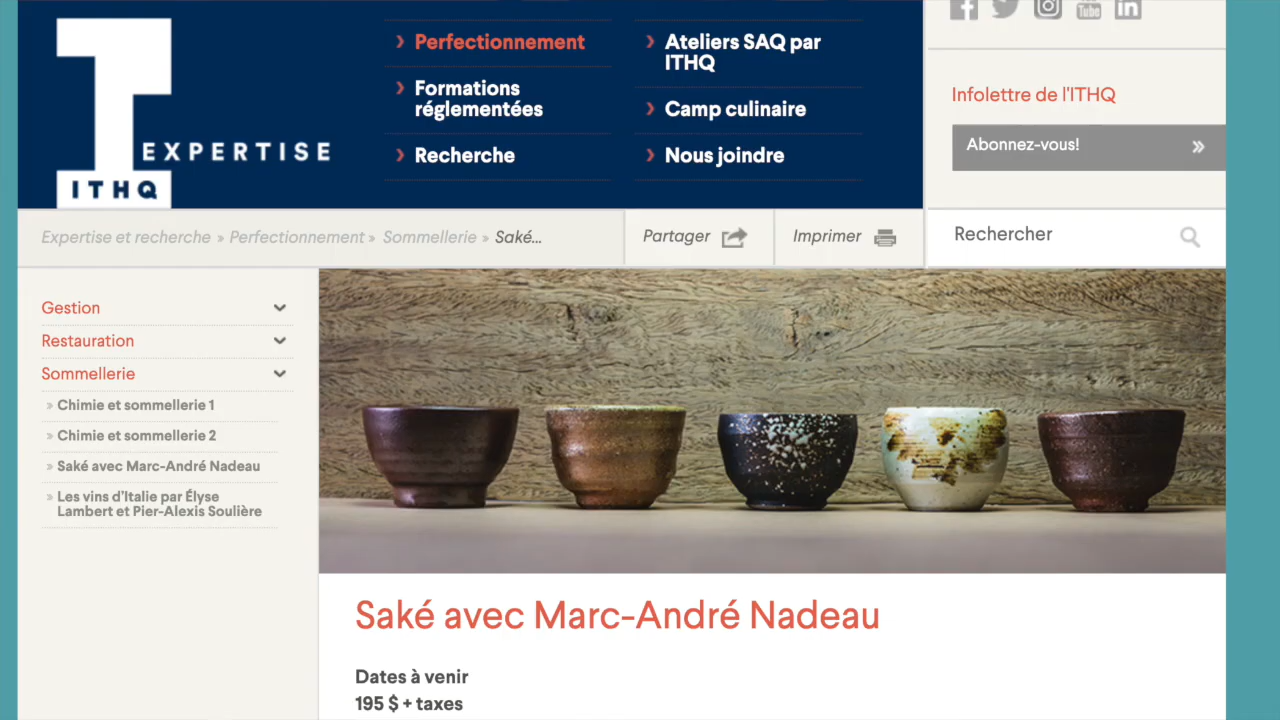 EXPERTISE
ITHQ
Perfectionnement
Formations
réglementées
Recherche
Ateliers SAQ par
ITHQ
Camp culinaire
Nous joindre
You
Tube
in
Infolettre de l'ITHQ
Abonnez-vous! »
Expertise et recherche » Perfectionnement » Sommellerie » Saké...
Partager
Imprimer
Rechercher
Gestion
Restauration
Sommellerie
» Chimie et sommellerie 1
» Chimie et sommellerie 2
» Saké avec Marc-André Nadeau
» Les vins d'Italie par Élyse
Lambert et Pier-Alexis Soulière
Saké avec Marc-André Nadeau
Dates à venir
195 $ + taxes